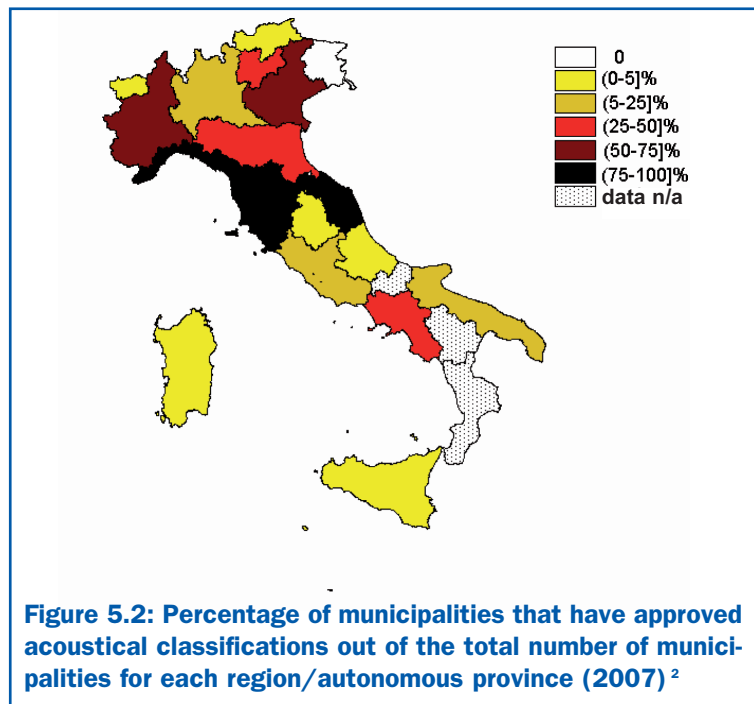 0
(0-5]%
(5-25]%
(25-50]%
(50-75]%
(75-100]%
data n/a
Figure 5.2: Percentage of municipalities that have approved
acoustical classifications out of the total number of munici-
palities for each region/autonomous province (2007) ²